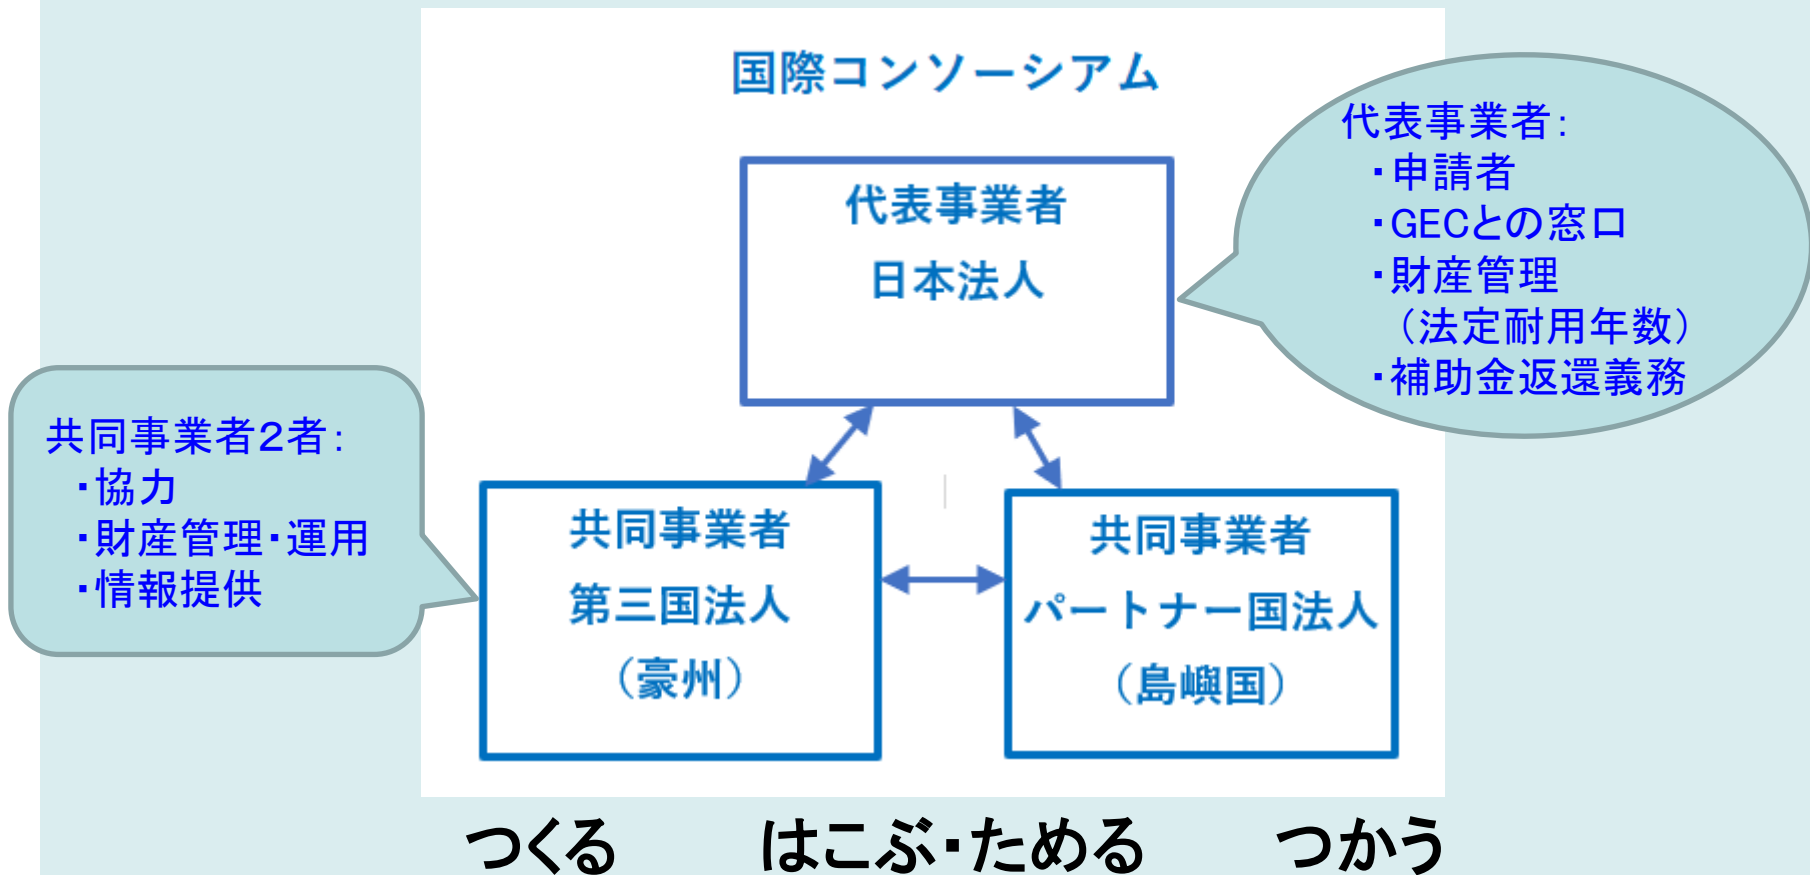 国際コンソーシアム
代表事業者
日本法人
代表事業者：
・申請者
・GECとの窓口
・財産管理
（法定耐用年数）
・補助金返還義務
共同事業者２者：
・協力
・財産管理・運用
・情報提供
共同事業者
第三国法人
（豪州）
共同事業者
パートナー国法人
（島嶼国）
つくる
はこぶ・ためる
つかう